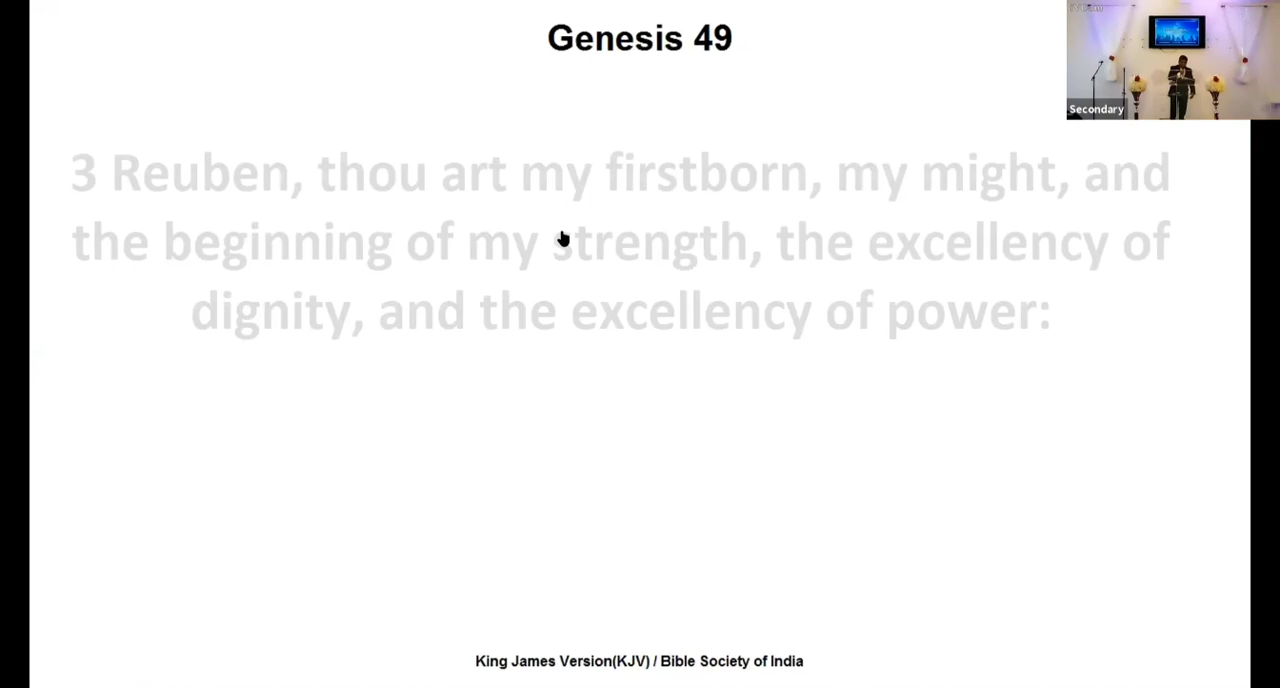 Genesis 49
Secondary
3 Reuben, thou art my firstborn, my might, and
the beginning of my strength, the excellency of
dignity, and the excellency of power:
King James Version(KJV) / Bible Society of India